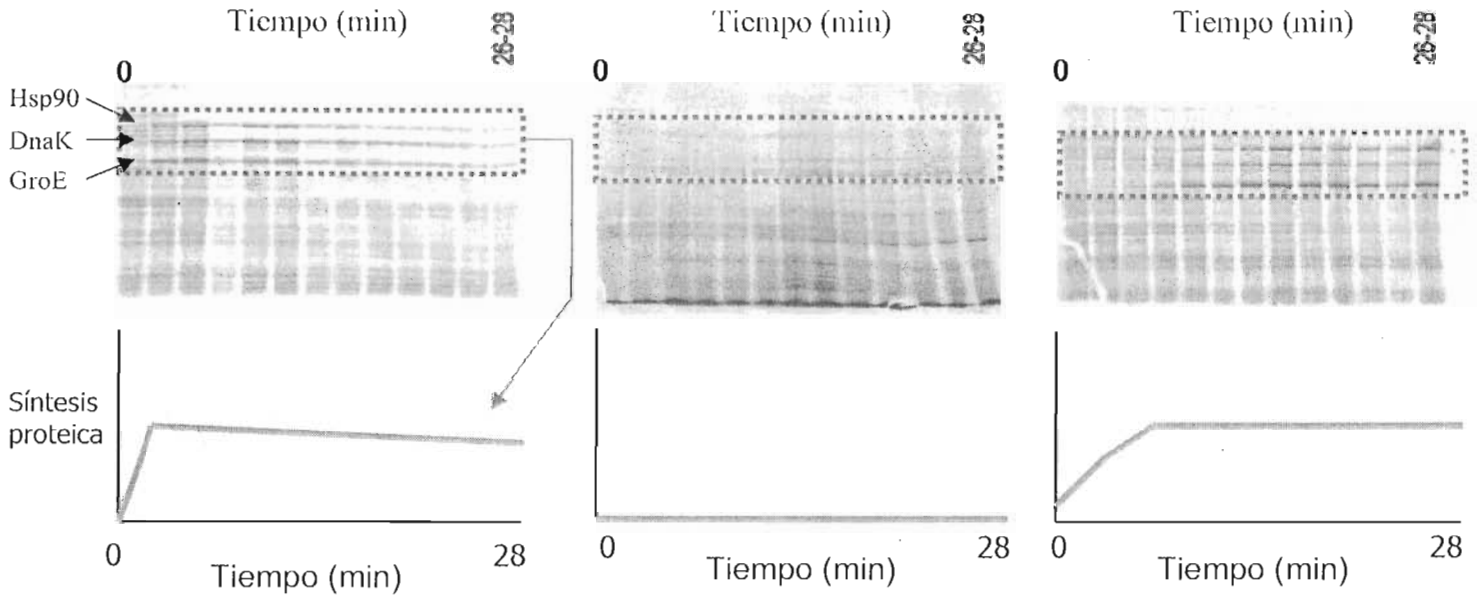 Tiempo (min)
26-28
0
Tiempo (min)
26-28
0
Tiempo (min)
26-28
0
Hsp90
DnaK
GroE
Síntesis
proteica
0
28
Tiempo (min)
0
28
Tiempo (min)
0
28
Tiempo (min)